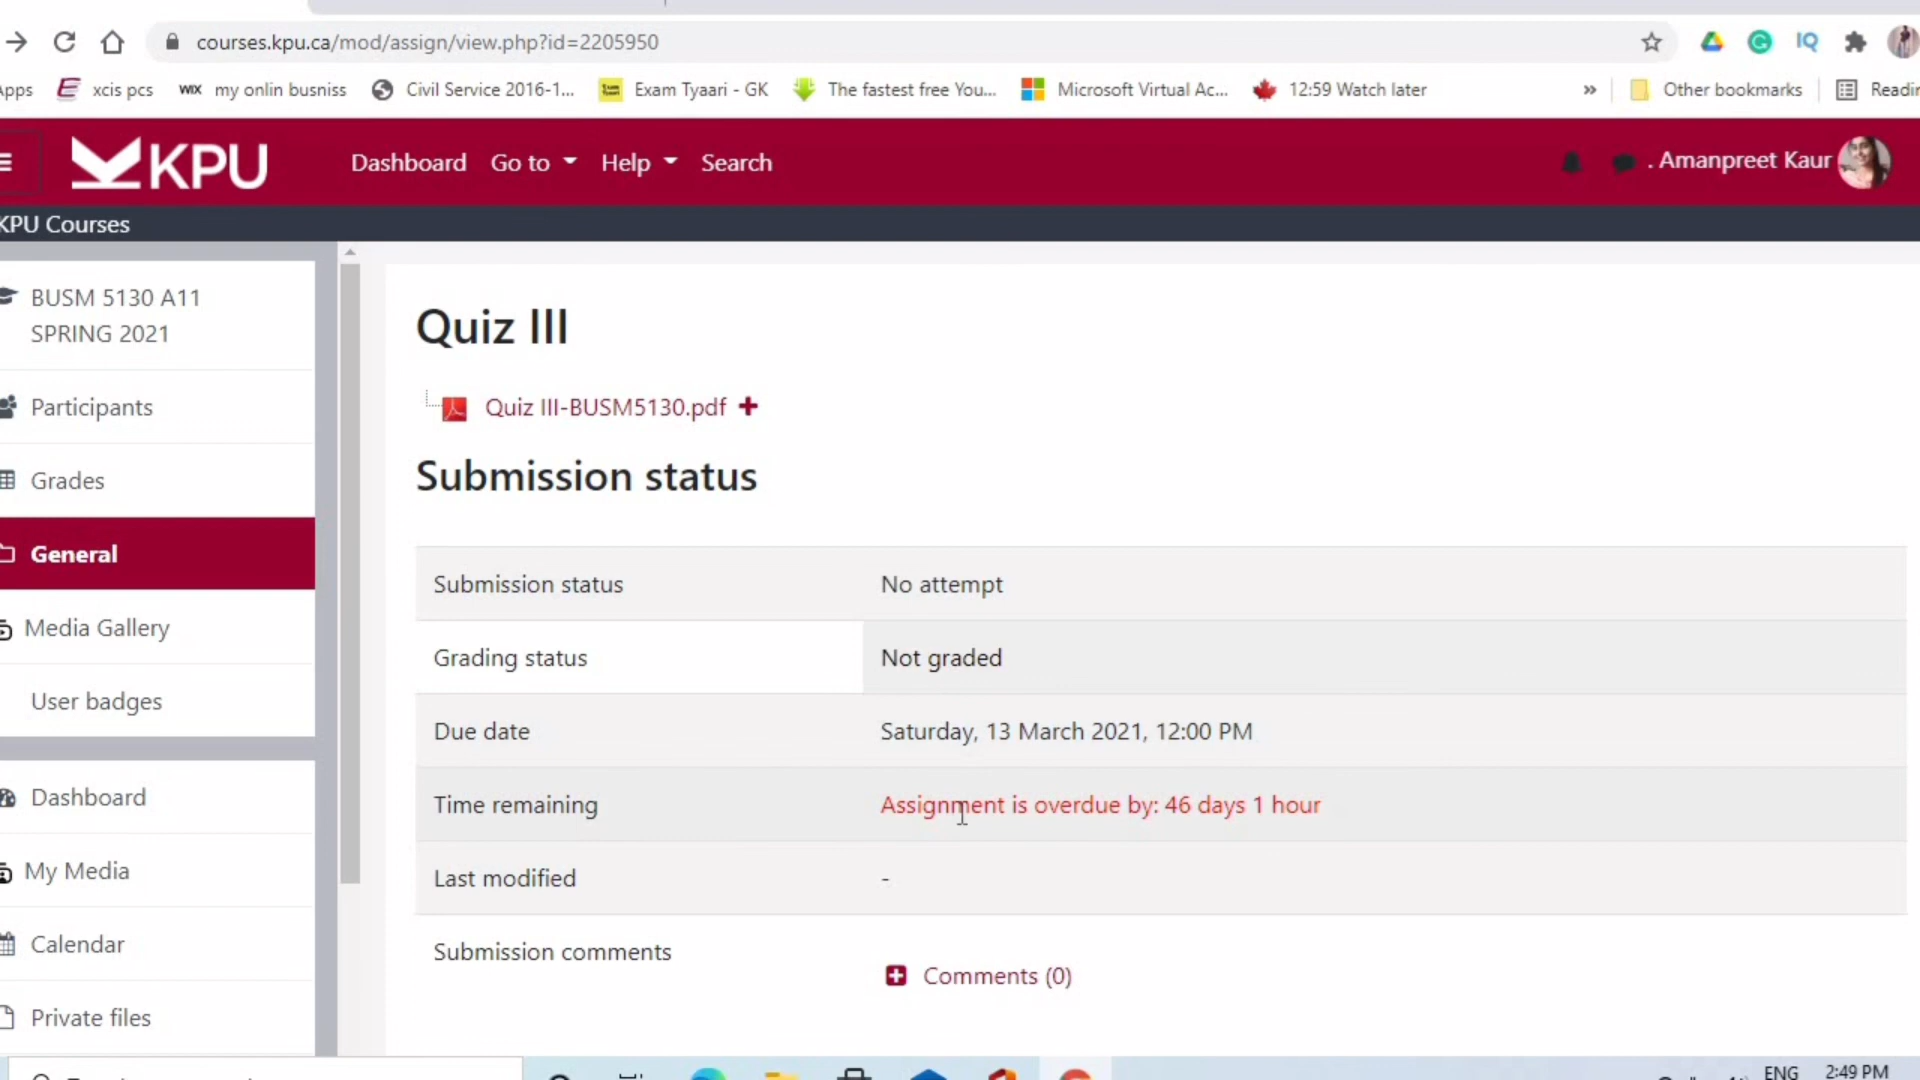 courses.kpu.ca/mod/assign/view.php?id=2205950
Apps xcis pcs WIX my onlin busniss Civil Service 2016-1... Exam Tyaari - GK The fastest free You... Microsoft Virtual Ac... 12:59 Watch later » Other bookmarks
KPU Dashboard Go to Help Search . Amanpreet Kaur
KPU Courses
BUSM 5130 A11
SPRING 2021
Participants
Grades
General
Media Gallery
User badges
Dashboard
My Media
Calendar
Private files
Quiz III
Quiz III-BUSM5130.pdf
Submission status
Submission status No attempt
Grading status Not graded
Due date Saturday, 13 March 2021, 12:00 PM
Time remaining Assignment is overdue by: 46 days 1 hour
Last modified -
Submission comments
Comments (0)
ENG 2:49 PM